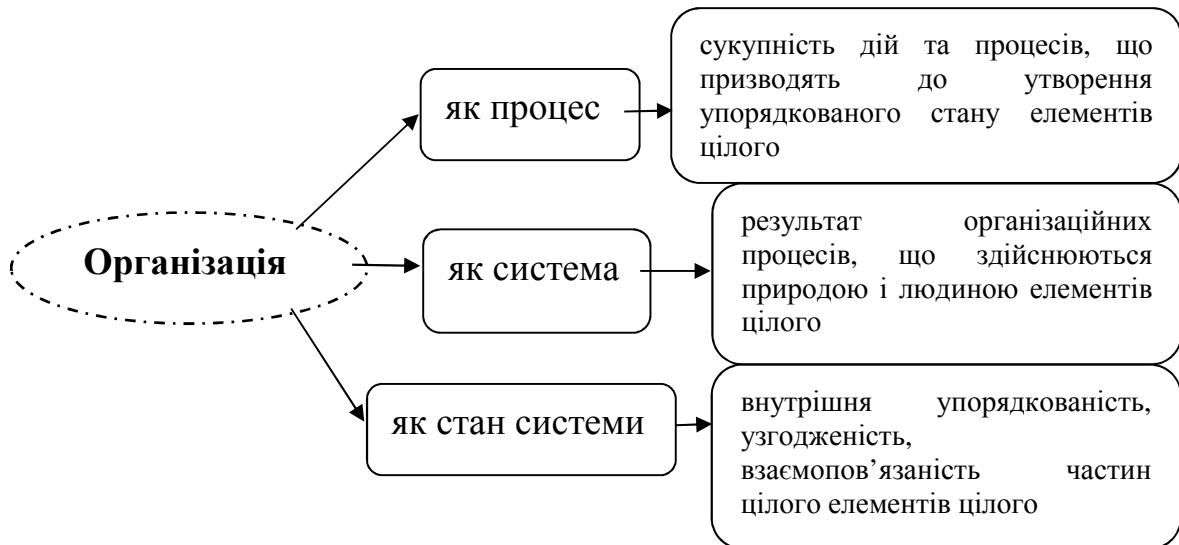 Організація
як процес
сукупність дій та процесів, що
призводять до утворення
упорядкованого стану елементів
цілого
як система
результат організаційних
процесів, що здійснюються
природою і людиною елементів
цілого
як стан системи
внутрішня упорядкованість,
узгодженість,
взаємопов’язаність частин
цілого елементів цілого